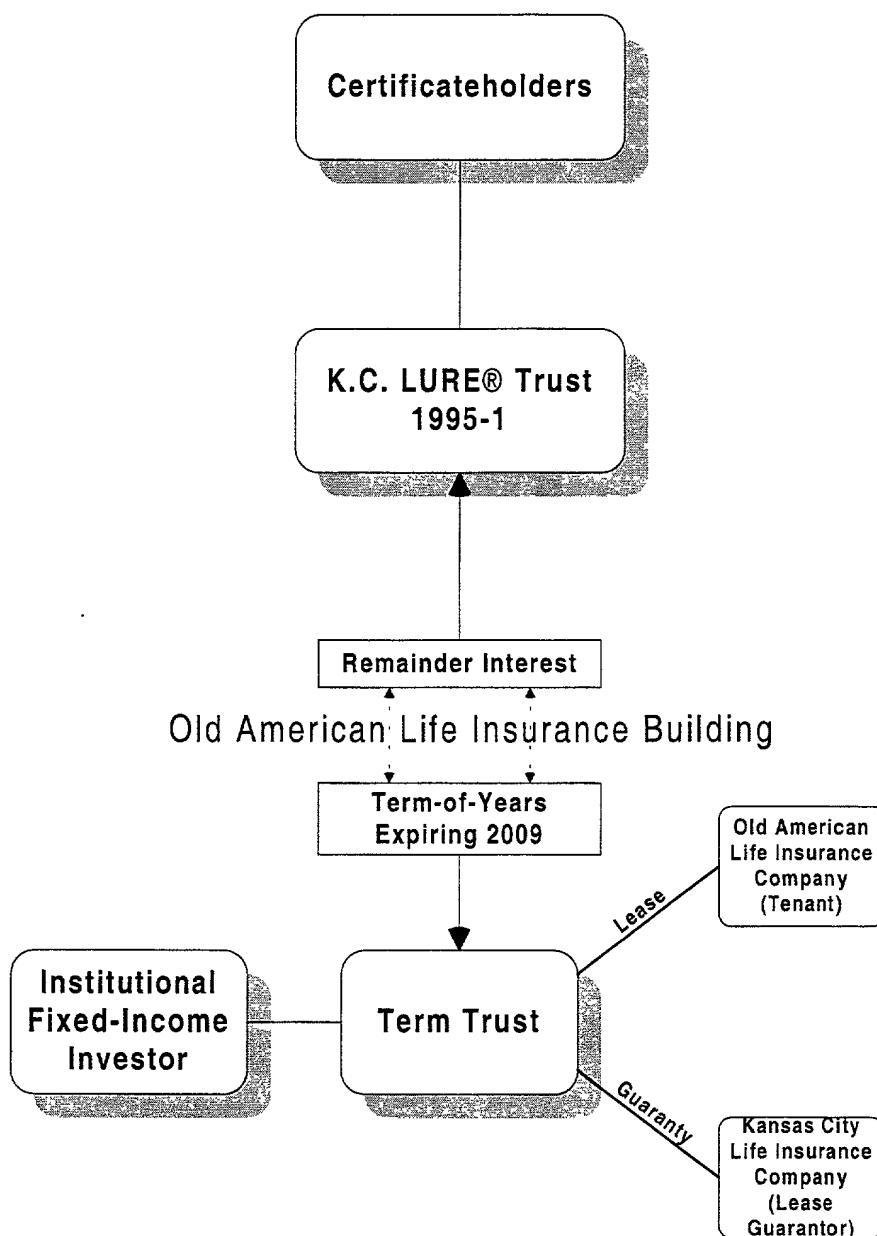 Certificateholders
K.C. LURE® Trust
1995-1
Remainder Interest
Old American Life Insurance Building
Term-of-Years
Expiring 2009
Old American
Life Insurance
Company
(Tenant)
Lease
Institutional
Fixed-Income
Investor
Term Trust
Guaranty
Kansas City
Life Insurance
Company
(Lease
Guarantor)